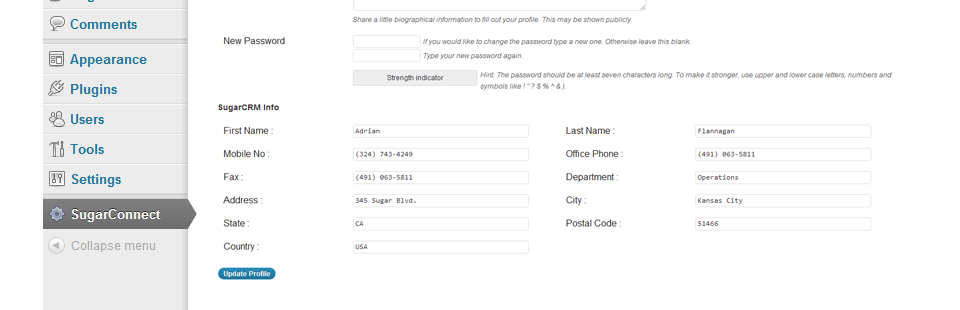 Comments
Appearance
Plugins
Users
Tools
Settings
SugarConnect
Collapse menu
Share a little biographical information to fill out your profile. This may be shown publicly.
New Password
If you would like to change the password type a new one. Otherwise leave this blank.
Type your new password again.
Strength indicator
Hint: The password should be at least seven characters long. To make it stronger, use upper and lower case letters, numbers and
symbols like ! " ? $ % ^ & ).
SugarCRM Info
First Name : Adrian Last Name : Flannagan
Mobile No : (324) 743-4249 Office Phone : (491) 063-5811
Fax : (491) 063-5811 Department : Operations
Address : 345 Sugar Blvd. City : Kansas City
State : CA Postal Code : 51466
Country : USA
Update Profile